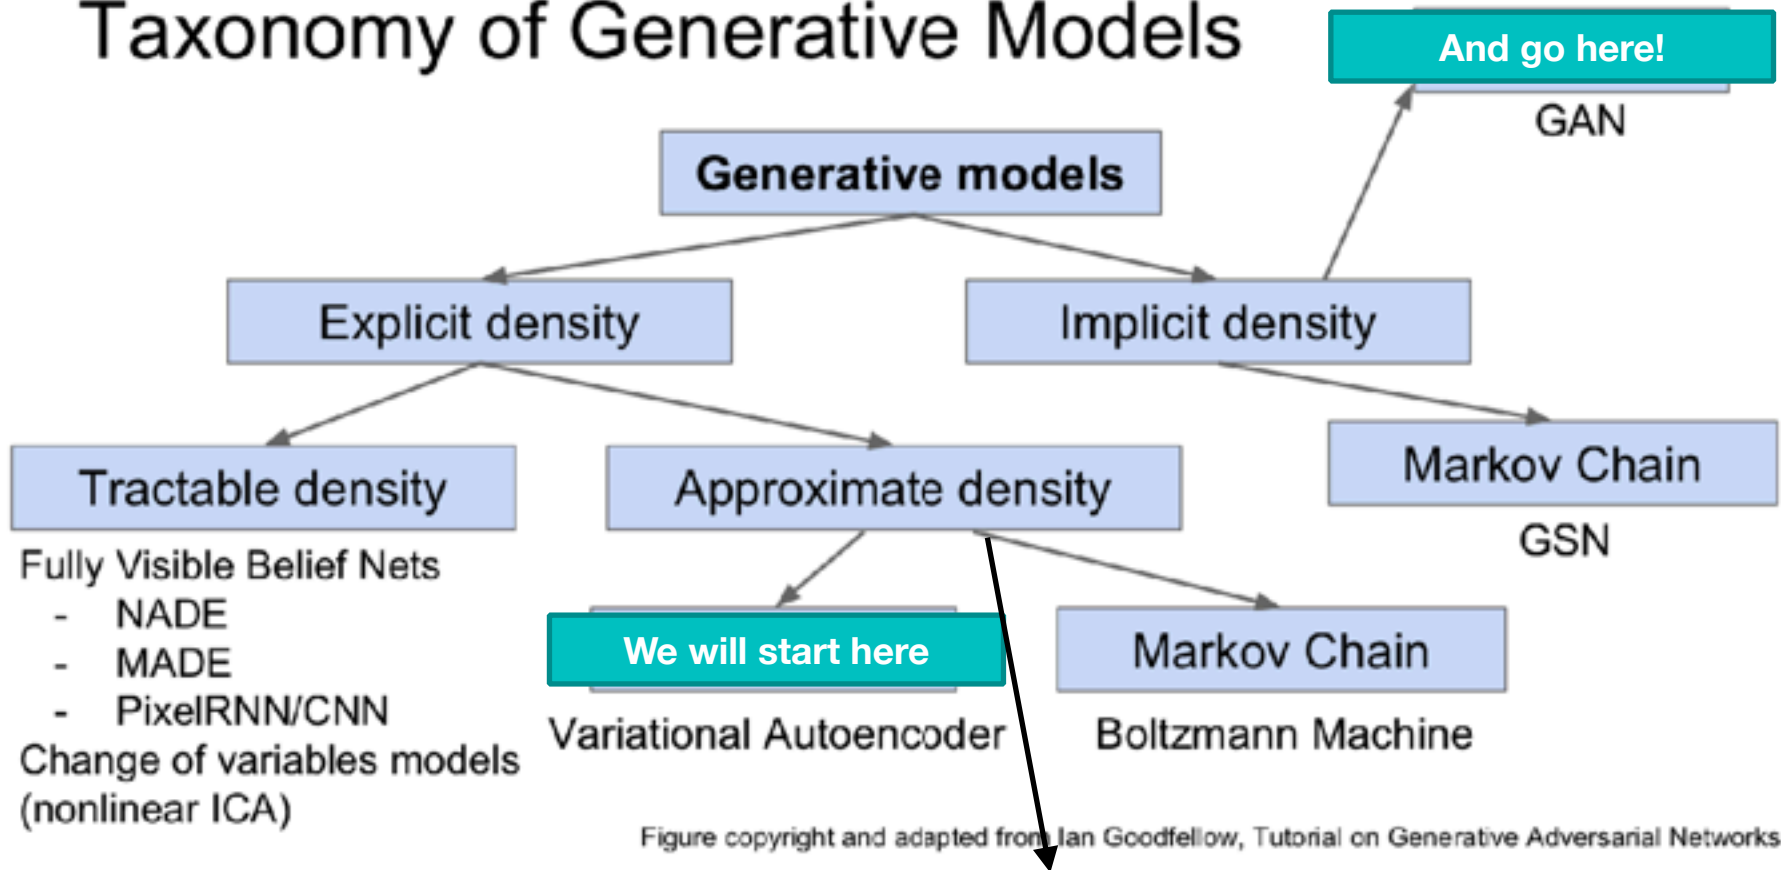 Taxonomy of Generative Models
And go here!
GAN
Generative models
Explicit density
Implicit density
Tractable density
Approximate density
Markov Chain
GSN
Fully Visible Belief Nets
- NADE
- MADE
- PixelRNN/CNN
Change of variables models
(nonlinear ICA)
We will start here
Markov Chain
Variational Autoencoder
Boltzmann Machine
Figure copyright and adapted from Ian Goodfellow, Tutorial on Generative Adversarial Networks